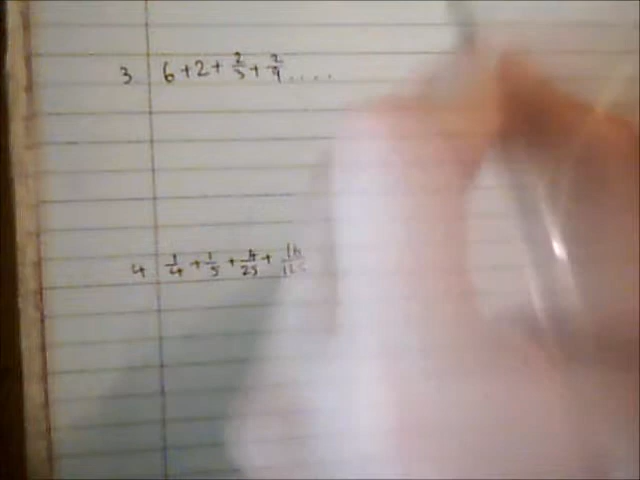 3 6 + 2 + 2/3 + 2/9 ....
4 1/4 + 1/5 + 4/25 + 16/125